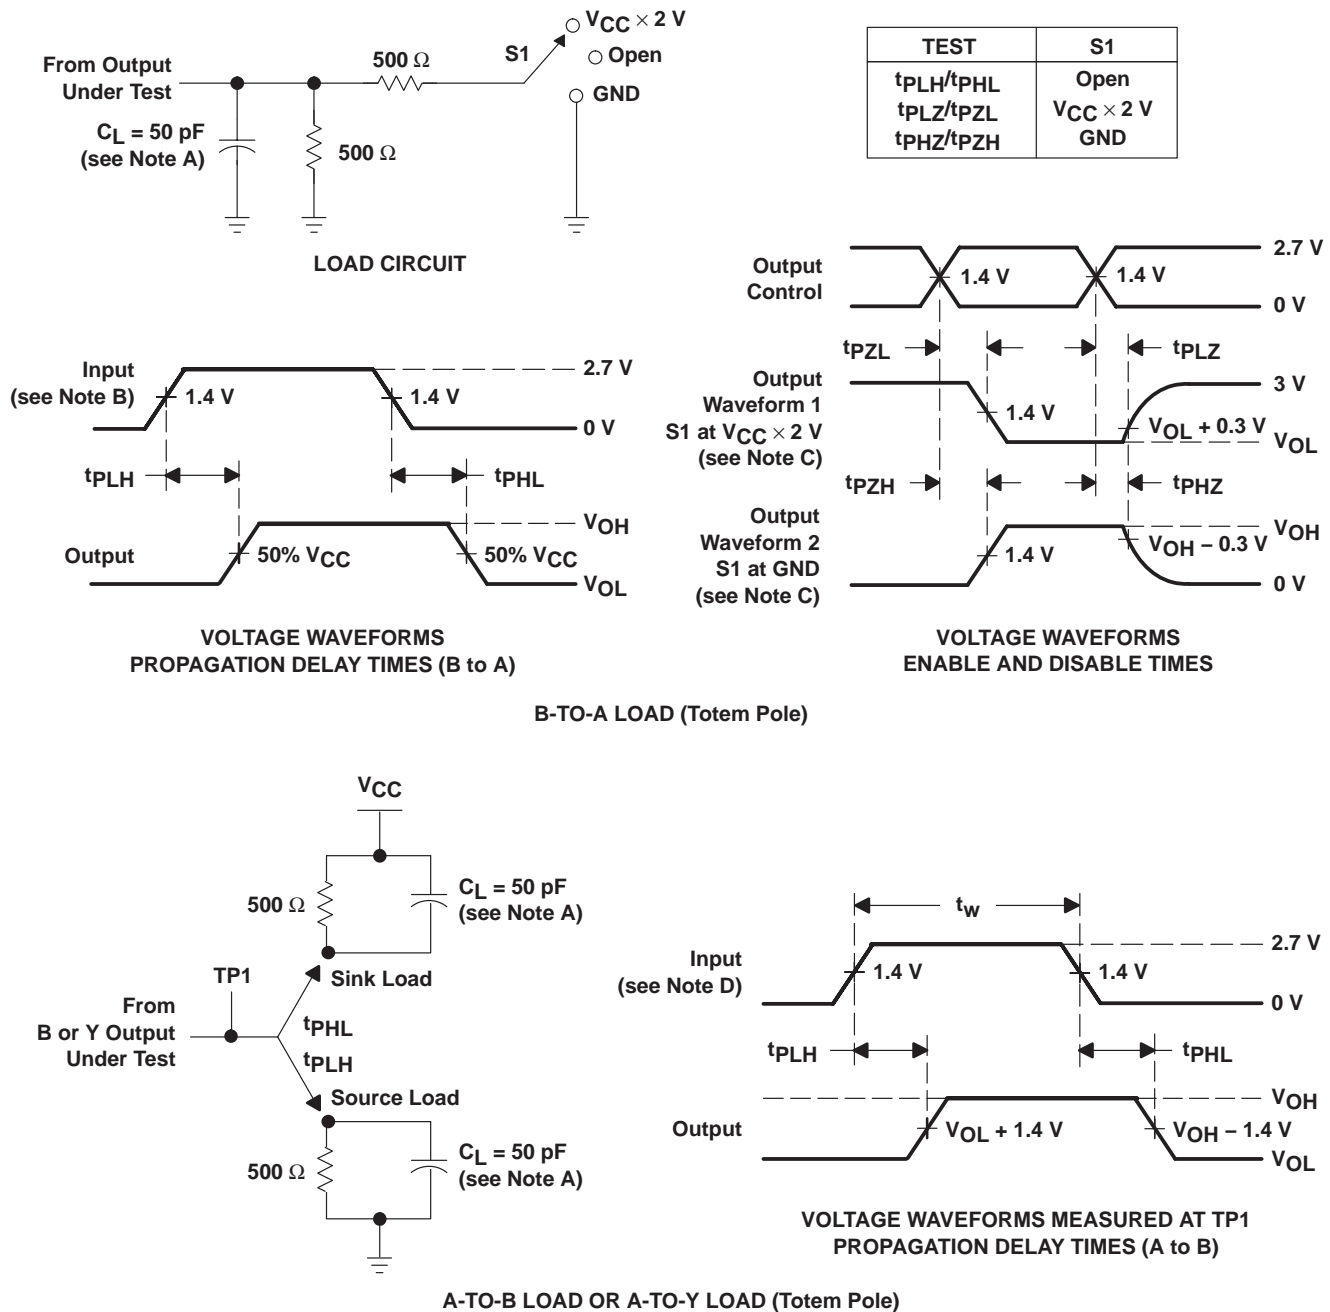 VCC × 2 V
S1
Open
GND
500 Ω
From Output
Under Test
CL = 50 pF
(see Note A)
500 Ω
LOAD CIRCUIT
TEST
S1
tPLH/tPHL
Open
tPLZ/tPZL
VCC × 2 V
tPHZ/tPZH
GND
Input
(see Note B)
1.4 V
1.4 V
2.7 V
0 V
tPLH
tPHL
Output
50% VCC
50% VCC
VOH
VOL
VOLTAGE WAVEFORMS
PROPAGATION DELAY TIMES (B to A)
Output
Control
1.4 V
1.4 V
2.7 V
0 V
tPZL
tPLZ
Output
Waveform 1
S1 at VCC × 2 V
(see Note C)
1.4 V
3 V
VOL + 0.3 V
VOL
tPZH
tPHZ
Output
Waveform 2
S1 at GND
(see Note C)
1.4 V
VOH
VOH – 0.3 V
0 V
VOLTAGE WAVEFORMS
ENABLE AND DISABLE TIMES
B-TO-A LOAD (Totem Pole)
VCC
500 Ω
CL = 50 pF
(see Note A)
TP1
Sink Load
From
B or Y Output
Under Test
tPHL
tPLH
Source Load
500 Ω
CL = 50 pF
(see Note A)
tw
Input
(see Note D)
1.4 V
1.4 V
2.7 V
0 V
tPLH
tPHL
Output
VOL + 1.4 V
VOH
VOH – 1.4 V
VOL
VOLTAGE WAVEFORMS MEASURED AT TP1
PROPAGATION DELAY TIMES (A to B)
A-TO-B LOAD OR A-TO-Y LOAD (Totem Pole)